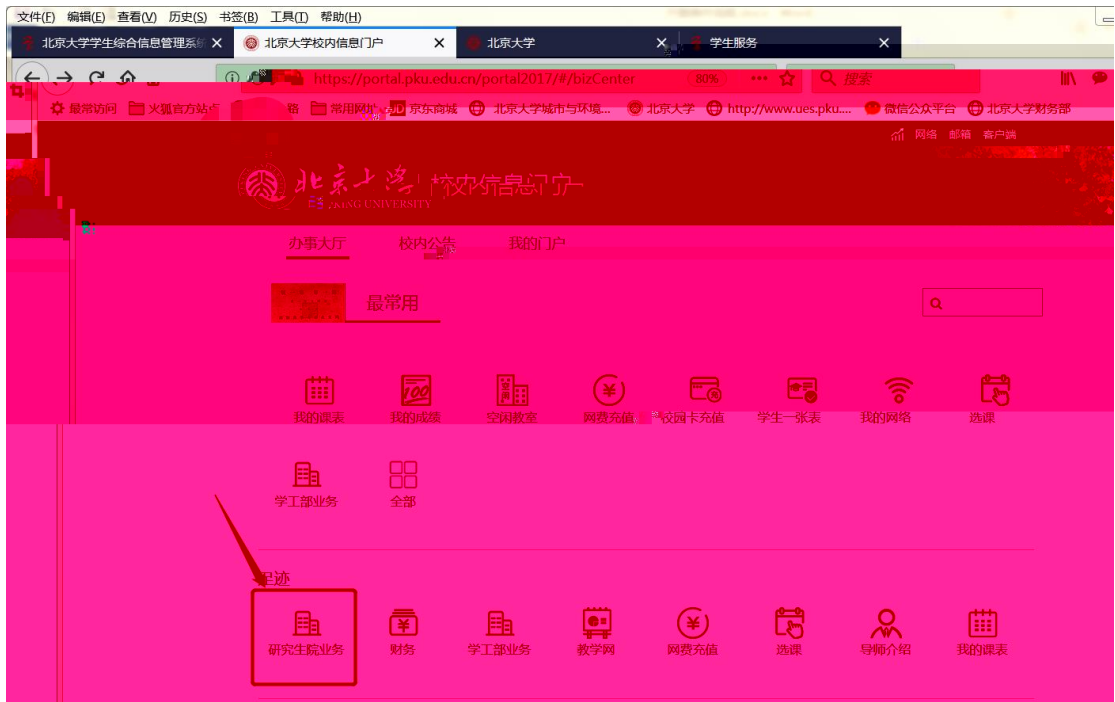 文件(F) 编辑(E) 查看(V) 历史(S) 书签(B) 工具(T) 帮助(H)
北京大学学生综合信息管理系统 北京大学校内信息门户 北京大学 学生服务
https://portal.pku.edu.cn/portal2017/#/bizCenter 80% 搜索
最常访问 火狐官方站点 常用网址 JD 京东商城 北京大学城市与环境... 北京大学 http://www.ues.pku.... 微信公众平台 北京大学财务部
网络 邮箱 客户端
北京大学 校内信息门户
PEKING UNIVERSITY
办事大厅 校内公告 我的门户
最常用
我的课表 我的成绩 空闲教室 网费充值 校园卡充值 学生一张表 我的网络 选课
学工部业务 全部
足迹
研究生院业务 财务 学工部业务 教学网 网费充值 选课 导师介绍 我的课表